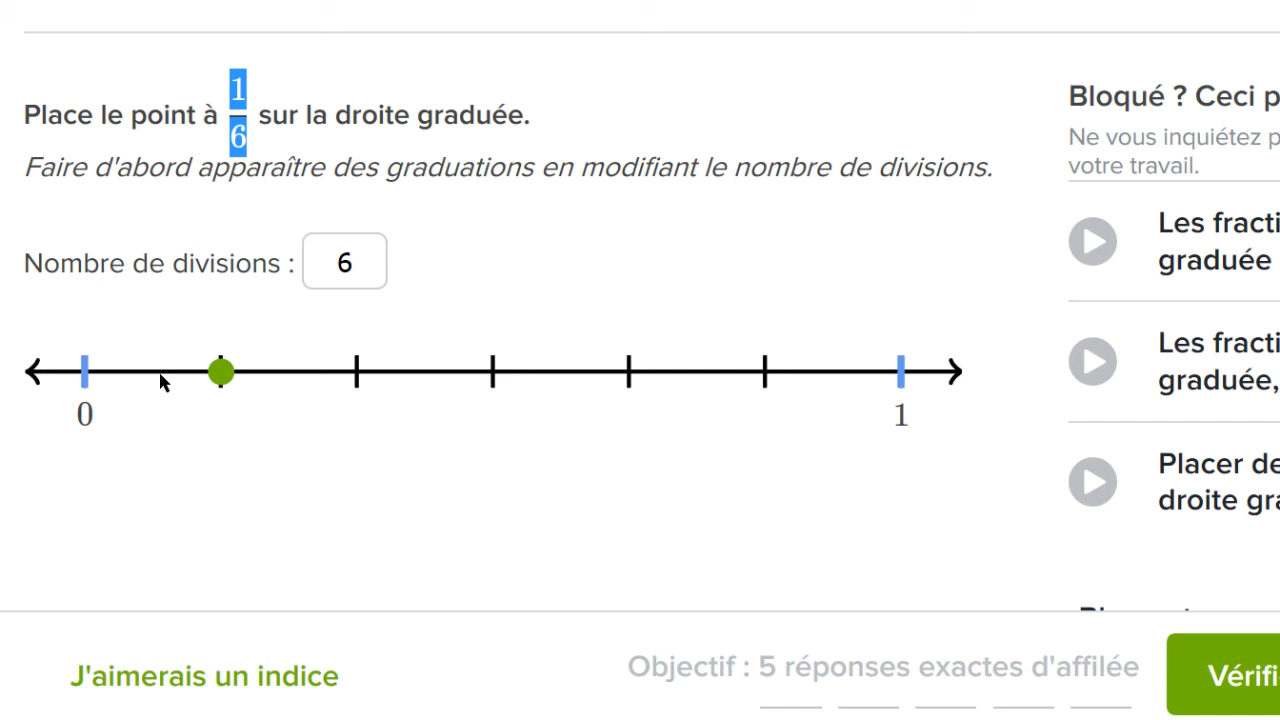 Place le point à 1/6 sur la droite graduée.
Faire d'abord apparaître des graduations en modifiant le nombre de divisions.
Nombre de divisions : 6
0 1
Bloqué ? Ceci p
Ne vous inquiétez p
votre travail.
Les fracti
graduée
Les fracti
graduée,
Placer de
droite gra
J'aimerais un indice
Objectif : 5 réponses exactes d'affilée
Vérifi